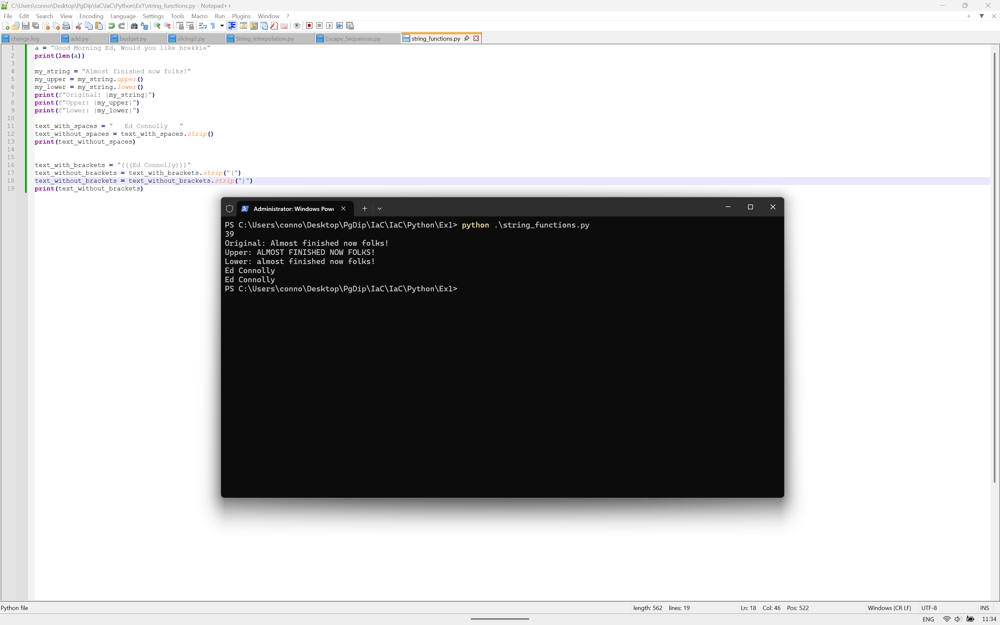 C:\Users\conno\Desktop\PgDip\IaC\IaC\Python\Ex1\string_functions.py - Notepad++
File Edit Search View Encoding Language Settings Tools Macro Run Plugins Window ?
change.log add.py budget.py slicing2.py String_interpolation.py Escape_Sequences.py string_functions.py
1 a = "Good Morning Ed, Would you like brekkie"
2 print(len(a))
3
4 my_string = "Almost finished now folks!"
5 my_upper = my_string.upper()
6 my_lower = my_string.lower()
7 print(f"Original: {my_string}")
8 print(f"Upper: {my_upper}")
9 print(f"Lower: {my_lower}")
10
11 text_with_spaces = "   Ed Connolly   "
12 text_without_spaces = text_with_spaces.strip()
13 print(text_without_spaces)
14
15
16 text_with_brackets = "(((Ed Connolly)))"
17 text_without_brackets = text_with_brackets.strip("(")
18 text_without_brackets = text_without_brackets.strip(")")
19 print(text_without_brackets)
Administrator: Windows Pow
PS C:\Users\conno\Desktop\PgDip\IaC\IaC\Python\Ex1> python .\string_functions.py
39
Original: Almost finished now folks!
Upper: ALMOST FINISHED NOW FOLKS!
Lower: almost finished now folks!
Ed Connolly
Ed Connolly
PS C:\Users\conno\Desktop\PgDip\IaC\IaC\Python\Ex1>
Python file length: 562 lines: 19 Ln: 18 Col: 46 Pos: 522 Windows (CR LF) UTF-8 INS
ENG 11:34